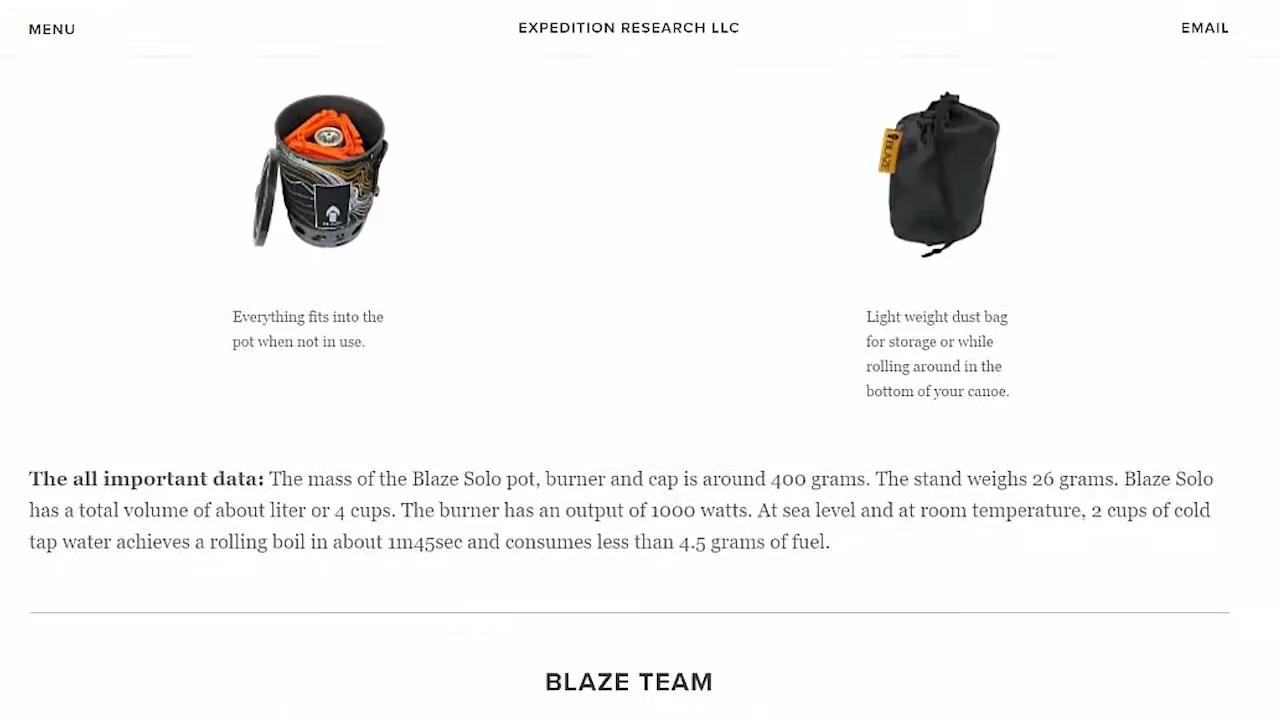 MENU
EXPEDITION RESEARCH LLC
EMAIL
BLAZE
Everything fits into the
pot when not in use.
Light weight dust bag
for storage or while
rolling around in the
bottom of your canoe.
The all important data: The mass of the Blaze Solo pot, burner and cap is around 400 grams. The stand weighs 26 grams. Blaze Solo
has a total volume of about liter or 4 cups. The burner has an output of 1000 watts. At sea level and at room temperature, 2 cups of cold
tap water achieves a rolling boil in about 1m45sec and consumes less than 4.5 grams of fuel.
BLAZE TEAM